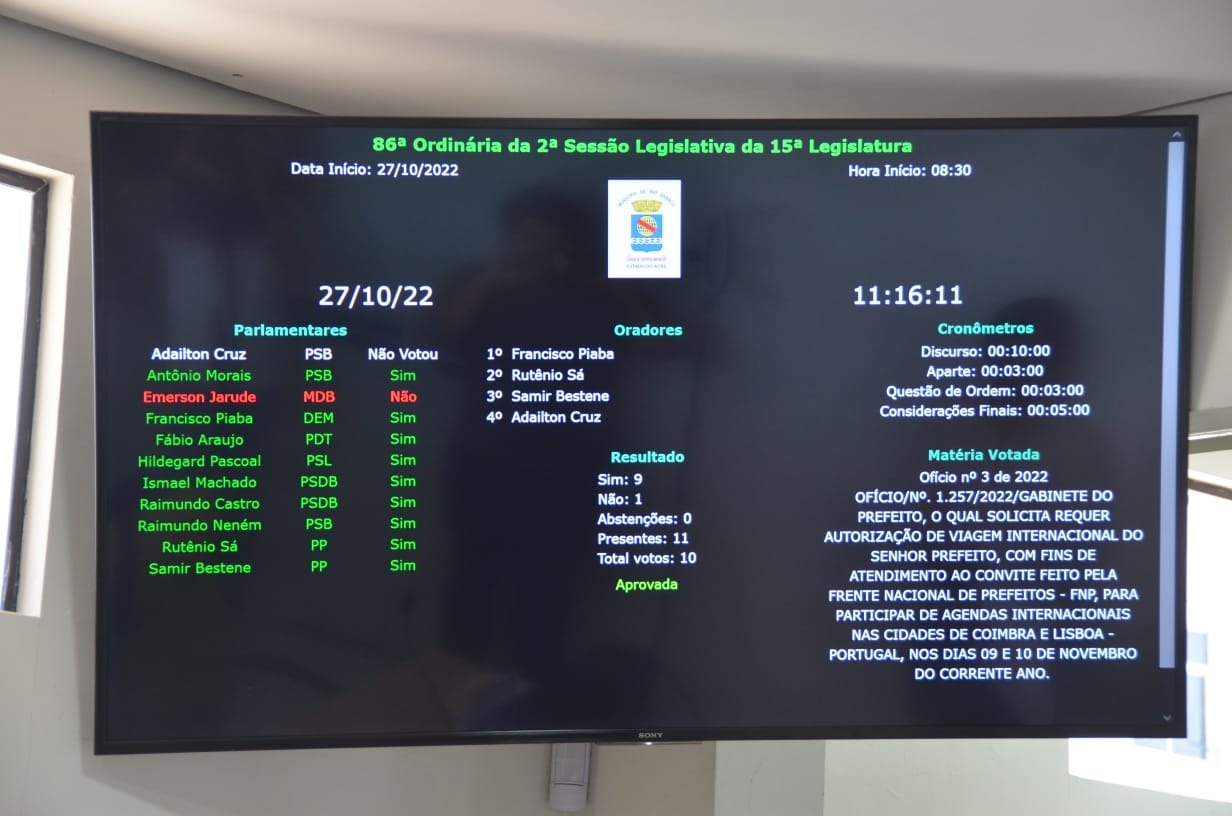 86ª Ordinária da 2ª Sessão Legislativa da 15ª Legislatura
Data Início: 27/10/2022
Hora Início: 08:30
MUNICÍPIO DE RIO BRANCO
ESTADO DO ACRE
27/10/22
11:16:11
Parlamentares
Adailton Cruz PSB Não Votou
Antônio Morais PSB Sim
Emerson Jarude MDB Não
Francisco Piaba DEM Sim
Fábio Araujo PDT Sim
Hildegard Pascoal PSL Sim
Ismael Machado PSDB Sim
Raimundo Castro PSDB Sim
Raimundo Neném PSB Sim
Rutênio Sá PP Sim
Samir Bestene PP Sim
Oradores
1º Francisco Piaba
2º Rutênio Sá
3º Samir Bestene
4º Adailton Cruz
Resultado
Sim: 9
Não: 1
Abstenções: 0
Presentes: 11
Total votos: 10
Aprovada
Cronômetros
Discurso: 00:10:00
Aparte: 00:03:00
Questão de Ordem: 00:03:00
Considerações Finais: 00:05:00
Matéria Votada
Ofício nº 3 de 2022
OFÍCIO/Nº. 1.257/2022/GABINETE DO
PREFEITO, O QUAL SOLICITA REQUER
AUTORIZAÇÃO DE VIAGEM INTERNACIONAL DO
SENHOR PREFEITO, COM FINS DE
ATENDIMENTO AO CONVITE FEITO PELA
FRENTE NACIONAL DE PREFEITOS - FNP, PARA
PARTICIPAR DE AGENDAS INTERNACIONAIS
NAS CIDADES DE COIMBRA E LISBOA -
PORTUGAL, NOS DIAS 09 E 10 DE NOVEMBRO
DO CORRENTE ANO.
SONY